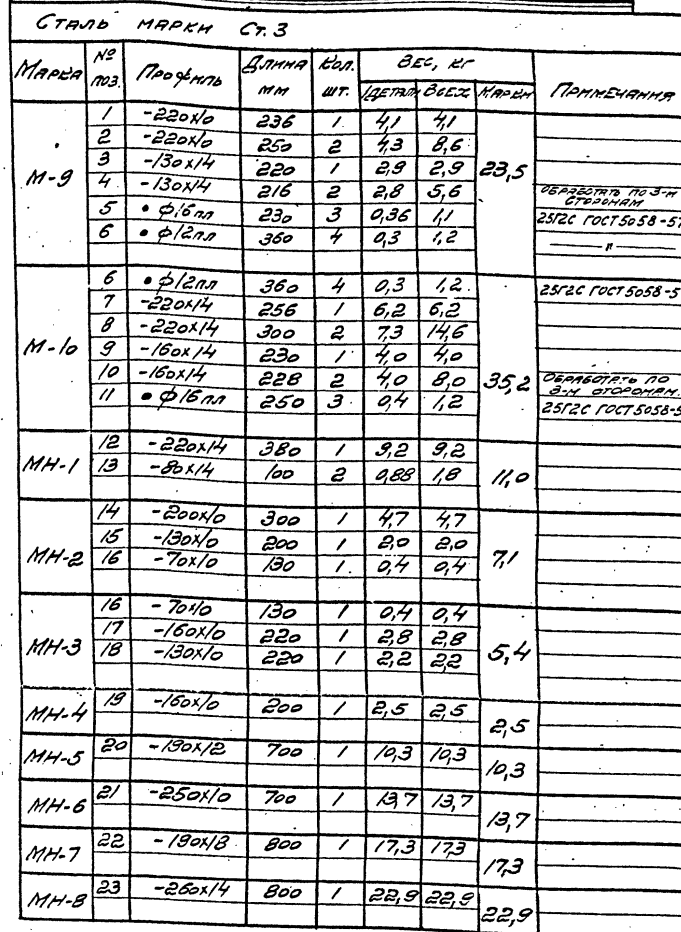 Сталь марки Ст.3
Марка № поз. Профиль Длина мм Кол. шт. Вес, кг Примечания
1детал. Всех Марки
М-9 23,5
1 -220х10 236 1 4,1 4,1
2 -220х10 250 2 4,3 8,6
3 -130х14 220 1 2,9 2,9
4 -130х14 216 2 2,8 5,6 Обработать по 3-м сторонам
5 • ф16пл 230 3 0,36 1,1 25Г2С ГОСТ 5058-57
6 • ф12пл 360 4 0,3 1,2 — " —
М-10 35,2
6 • ф12пл 360 4 0,3 1,2 25Г2С ГОСТ 5058-5
7 -220х14 256 1 6,2 6,2
8 -220х14 300 2 7,3 14,6
9 -160х14 230 1 4,0 4,0
10 -160х14 228 2 4,0 8,0 Обработать по 3-м сторонам.
11 • ф16пл 250 3 0,4 1,2 25Г2С ГОСТ 5058-5
МН-1 11,0
12 -220х14 380 1 9,2 9,2
13 -80х14 100 2 0,88 1,8
МН-2 7,1
14 -200х10 300 1 4,7 4,7
15 -130х10 200 1 2,0 2,0
16 -70х10 130 1 0,4 0,4
МН-3 5,4
16 -70х10 130 1 0,4 0,4
17 -160х10 220 1 2,8 2,8
18 -130х10 220 1 2,2 2,2
МН-4 19 -160х10 200 1 2,5 2,5 2,5
МН-5 20 -190х12 700 1 10,3 10,3 10,3
МН-6 21 -250х10 700 1 13,7 13,7 13,7
МН-7 22 -190х18 800 1 17,3 17,3 17,3
МН-8 23 -260х14 800 1 22,9 22,9 22,9